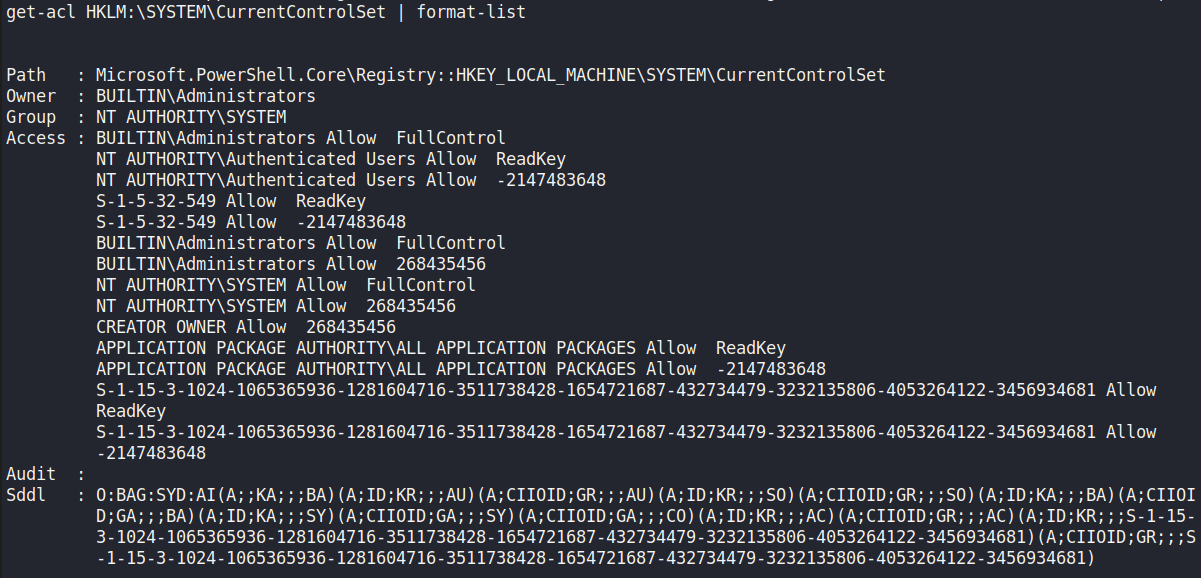 get-acl HKLM:\SYSTEM\CurrentControlSet | format-list
Path   : Microsoft.PowerShell.Core\Registry::HKEY_LOCAL_MACHINE\SYSTEM\CurrentControlSet
Owner  : BUILTIN\Administrators
Group  : NT AUTHORITY\SYSTEM
Access : BUILTIN\Administrators Allow  FullControl
         NT AUTHORITY\Authenticated Users Allow  ReadKey
         NT AUTHORITY\Authenticated Users Allow  -2147483648
         S-1-5-32-549 Allow  ReadKey
         S-1-5-32-549 Allow  -2147483648
         BUILTIN\Administrators Allow  FullControl
         BUILTIN\Administrators Allow  268435456
         NT AUTHORITY\SYSTEM Allow  FullControl
         NT AUTHORITY\SYSTEM Allow  268435456
         CREATOR OWNER Allow  268435456
         APPLICATION PACKAGE AUTHORITY\ALL APPLICATION PACKAGES Allow  ReadKey
         APPLICATION PACKAGE AUTHORITY\ALL APPLICATION PACKAGES Allow  -2147483648
         S-1-15-3-1024-1065365936-1281604716-3511738428-1654721687-432734479-3232135806-4053264122-3456934681 Allow
         ReadKey
         S-1-15-3-1024-1065365936-1281604716-3511738428-1654721687-432734479-3232135806-4053264122-3456934681 Allow
         -2147483648
Audit  :
Sddl   : O:BAG:SYD:AI(A;;KA;;;BA)(A;ID;KR;;;AU)(A;CIIOID;GR;;;AU)(A;ID;KR;;;SO)(A;CIIOID;GR;;;SO)(A;ID;KA;;;BA)(A;CIIOI
         D;GA;;;BA)(A;ID;KA;;;SY)(A;CIIOID;GA;;;SY)(A;CIIOID;GA;;;CO)(A;ID;KR;;;AC)(A;CIIOID;GR;;;AC)(A;ID;KR;;;S-1-15-
         3-1024-1065365936-1281604716-3511738428-1654721687-432734479-3232135806-4053264122-3456934681)(A;CIIOID;GR;;;S
         -1-15-3-1024-1065365936-1281604716-3511738428-1654721687-432734479-3232135806-4053264122-3456934681)